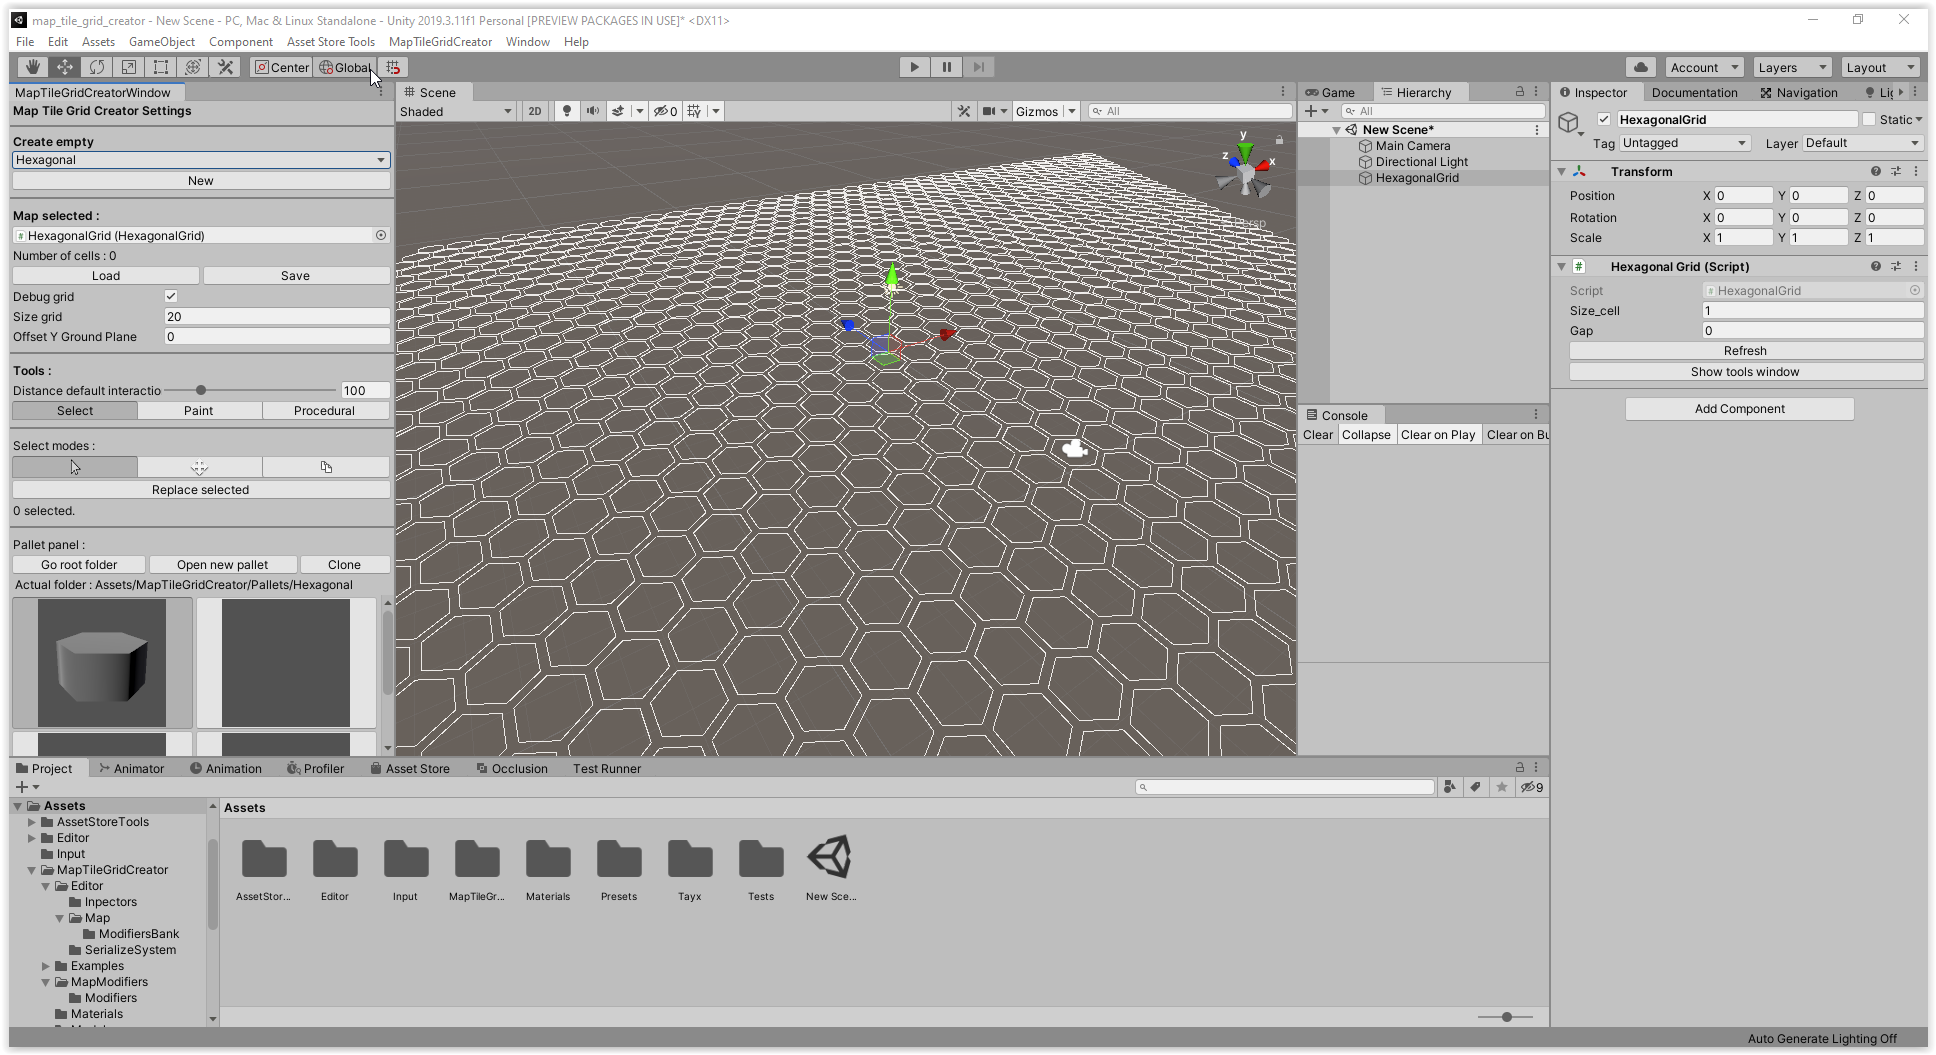 map_tile_grid_creator - New Scene - PC, Mac & Linux Standalone - Unity 2019.3.11f1 Personal [PREVIEW PACKAGES IN USE]* <DX11>
File Edit Assets GameObject Component Asset Store Tools MapTileGridCreator Window Help
Center Global Account Layers Layout
MapTileGridCreatorWindow
Map Tile Grid Creator Settings
Create empty
Hexagonal
New
Map selected :
HexagonalGrid (HexagonalGrid)
Number of cells : 0
Load Save
Debug grid
Size grid 20
Offset Y Ground Plane 0
Tools :
Distance default interactio 100
Select Paint Procedural
Select modes :
Replace selected
0 selected.
Pallet panel :
Go root folder Open new pallet Clone
Actual folder : Assets/MapTileGridCreator/Pallets/Hexagonal
Scene
Shaded 2D 0 Gizmos All
y
z x
Persp
Game Hierarchy
All
New Scene*
Main Camera
Directional Light
HexagonalGrid
Console
Clear Collapse Clear on Play Clear on Bu
Inspector Documentation Navigation Lig
HexagonalGrid Static
Tag Untagged Layer Default
Transform
Position X 0 Y 0 Z 0
Rotation X 0 Y 0 Z 0
Scale X 1 Y 1 Z 1
# Hexagonal Grid (Script)
Script HexagonalGrid
Size_cell 1
Gap 0
Refresh
Show tools window
Add Component
Project Animator Animation Profiler Asset Store Occlusion Test Runner
9
Assets
AssetStoreTools
Editor
Input
MapTileGridCreator
Editor
Inpectors
Map
ModifiersBank
SerializeSystem
Examples
MapModifiers
Modifiers
Materials
Assets
AssetStor... Editor Input MapTileGr... Materials Presets Tayx Tests New Sce...
Auto Generate Lighting Off